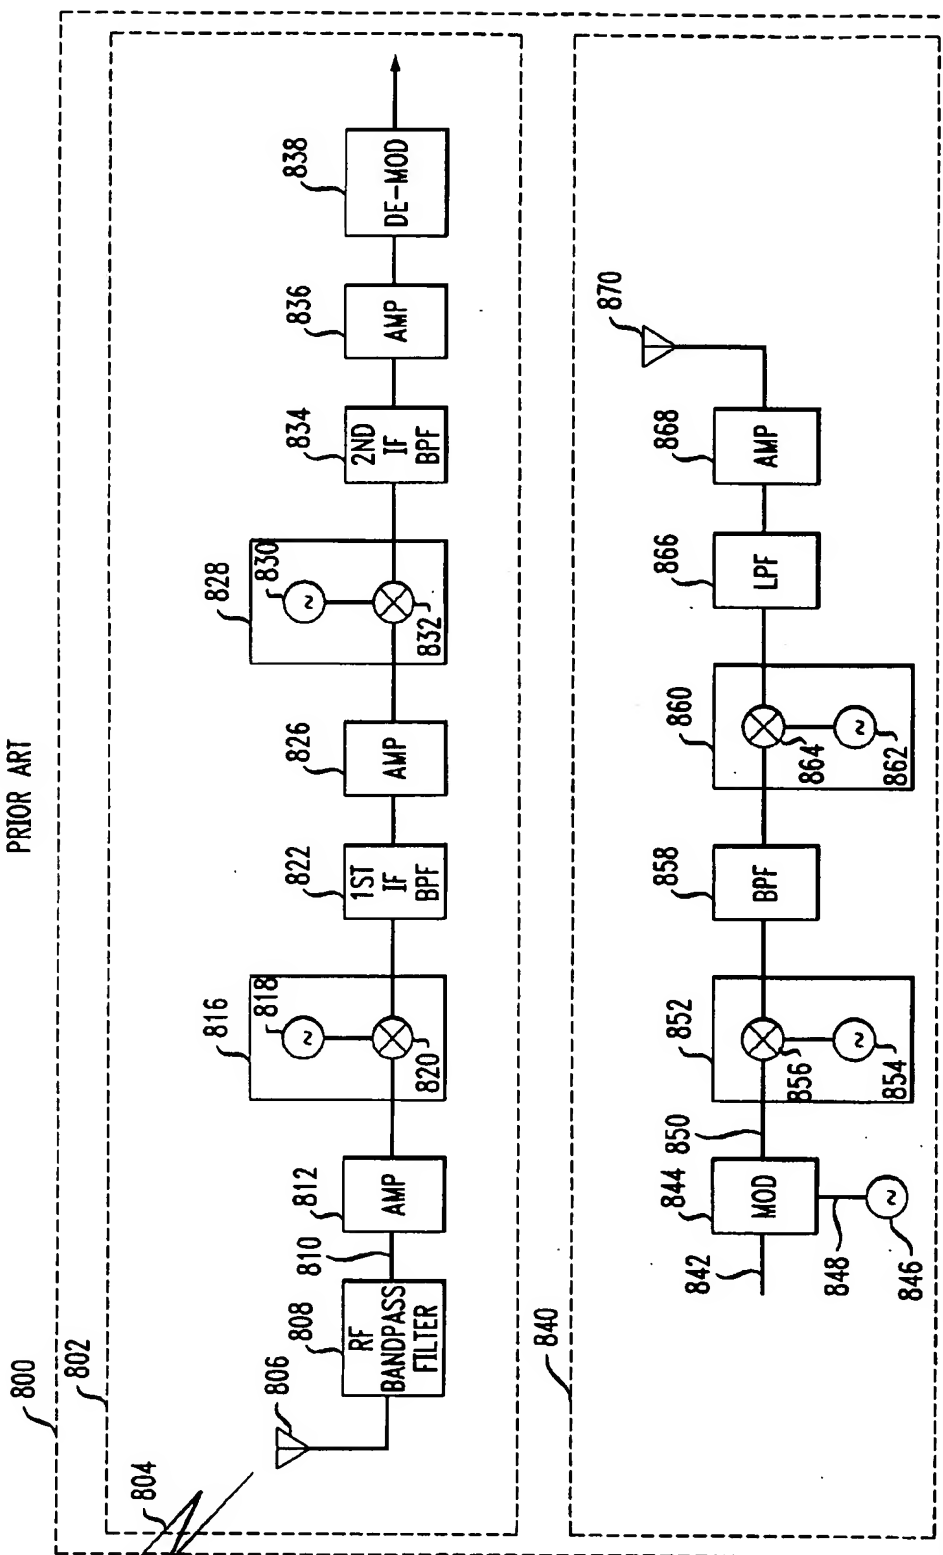 PRIOR ART
800
802
804
806
808
RF
BANDPASS
FILTER
810
812
AMP
816
818
820
822
1ST
IF
BPF
826
AMP
828
830
832
834
2ND
IF
BPF
836
AMP
838
DE-MOD
840
842
844
MOD
846
848
850
852
854
856
858
BPF
860
862
864
866
LPF
868
AMP
870